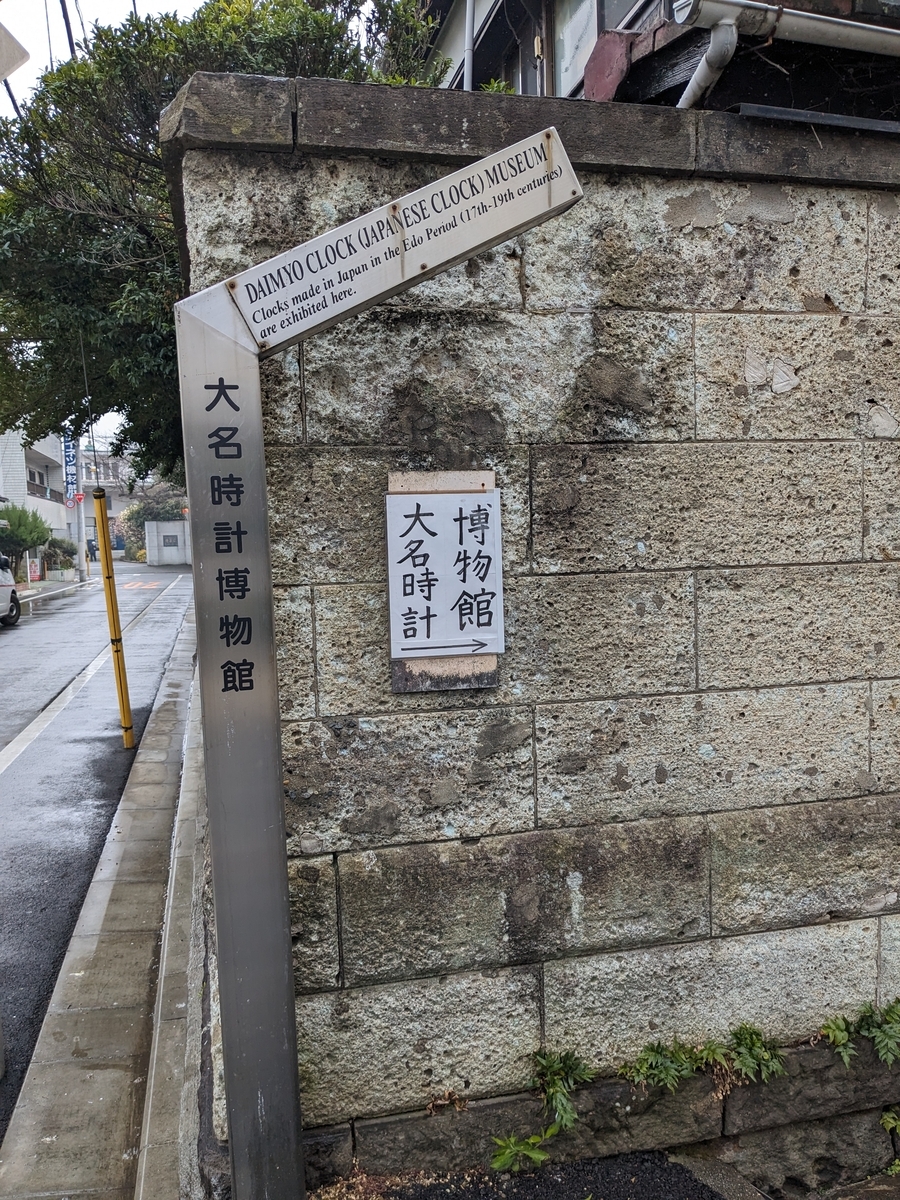 DAIMYO CLOCK (JAPANESE CLOCK) MUSEUM
Clocks made in Japan in the Edo Period (17th-19th centuries)
are exhibited here.
大名時計博物館
博物館
大名時計
→